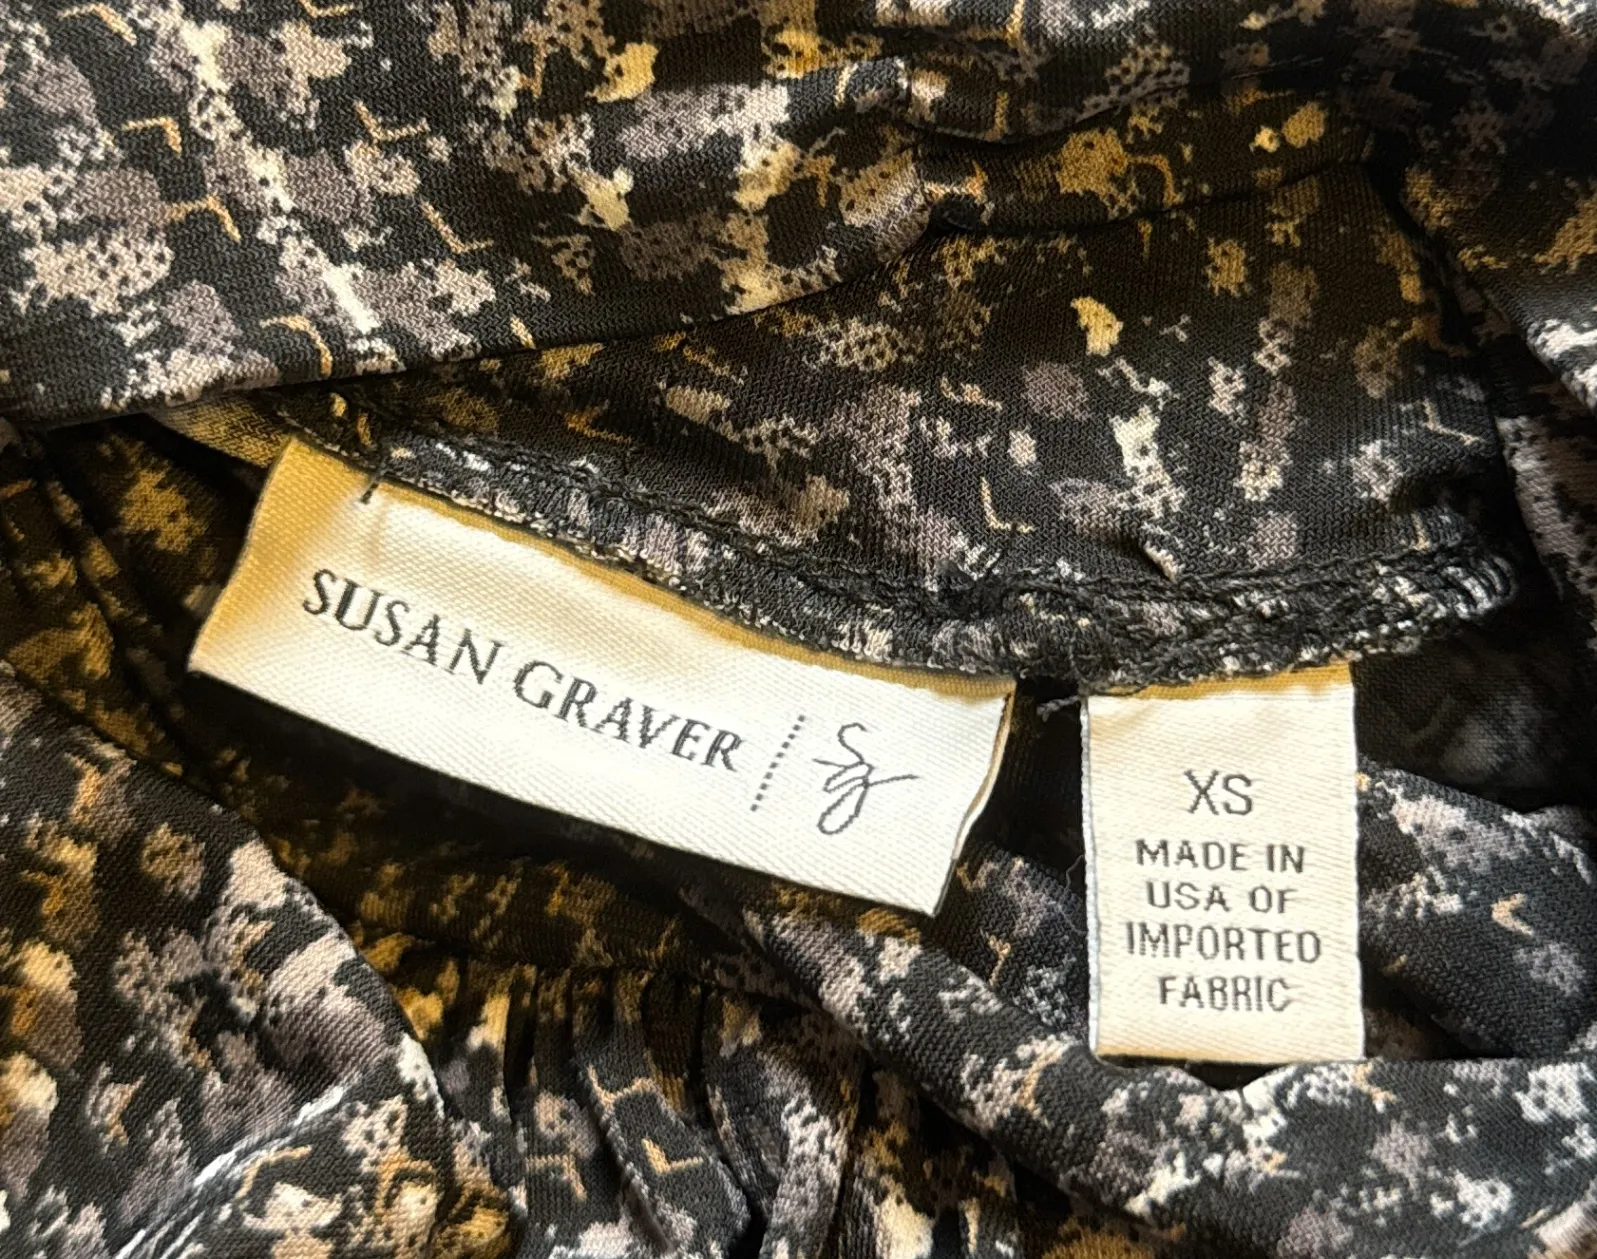 SUSAN GRAVER | Sg
XS
MADE IN
USA OF
IMPORTED
FABRIC